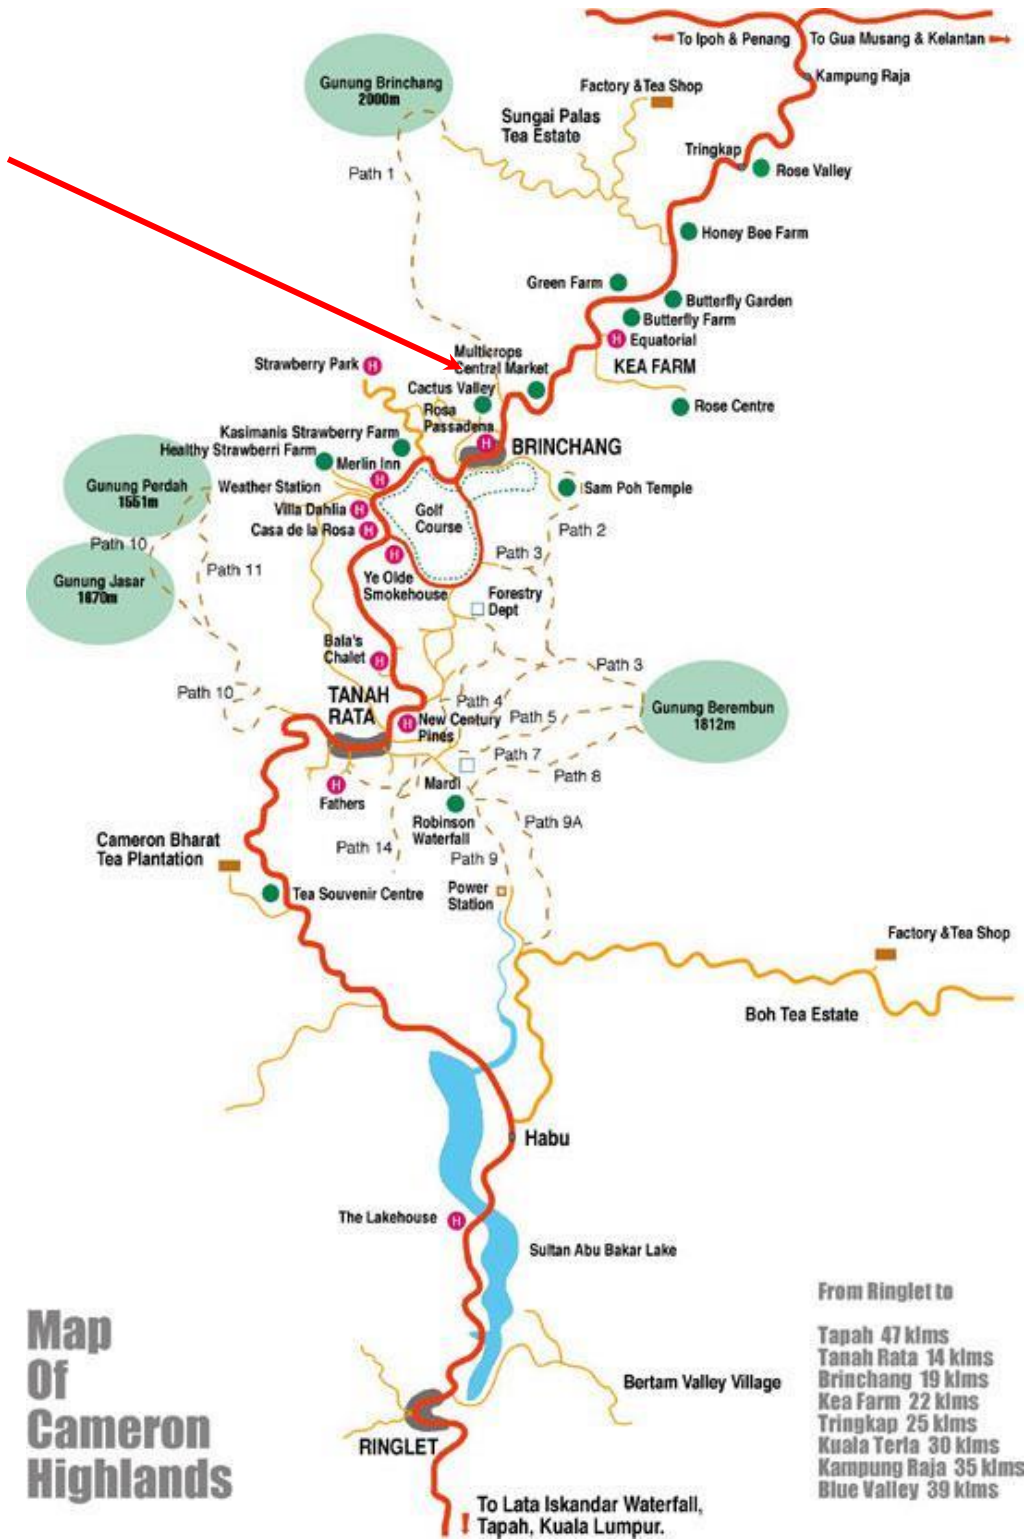 To Ipoh & Penang
To Gua Musang & Kelantan
Kampung Raja
Gunung Brinchang
2000m
Factory &Tea Shop
Sungai Palas
Tea Estate
Tringkap
Rose Valley
Path 1
Honey Bee Farm
Green Farm
Butterfly Garden
Butterfly Farm
H Equatorial
KEA FARM
Multicrops
Central Market
Strawberry Park H
Cactus Valley
Rosa
Passadena
H
Rose Centre
Kasimanis Strawberry Farm
BRINCHANG
Healthy Strawberri Farm
Merlin Inn
H
Gunung Perdah
1551m
Weather Station
Sam Poh Temple
Villa Dahlia H
Golf
Course
Casa de la Rosa H
Path 2
Path 10
H
Path 3
Path 11
Ye Olde
Smokehouse
Gunung Jasar
1670m
Forestry
Dept
Bala's
Chalet H
Path 3
Path 10
TANAH
RATA
Path 4
Gunung Berembun
1812m
H New Century
Pines
Path 5
Path 7
Path 8
H
Fathers
Mardi
Robinson
Waterfall
Path 9A
Path 14
Path 9
Cameron Bharat
Tea Plantation
Tea Souvenir Centre
Power
Station
Factory &Tea Shop
Boh Tea Estate
Habu
The Lakehouse H
Sultan Abu Bakar Lake
Bertam Valley Village
RINGLET
To Lata Iskandar Waterfall,
Tapah, Kuala Lumpur.
Map
Of
Cameron
Highlands
From Ringlet to
Tapah 47 klms
Tanah Rata 14 klms
Brinchang 19 klms
Kea Farm 22 klms
Tringkap 25 klms
Kuala Terla 30 klms
Kampung Raja 35 klms
Blue Valley 39 klms